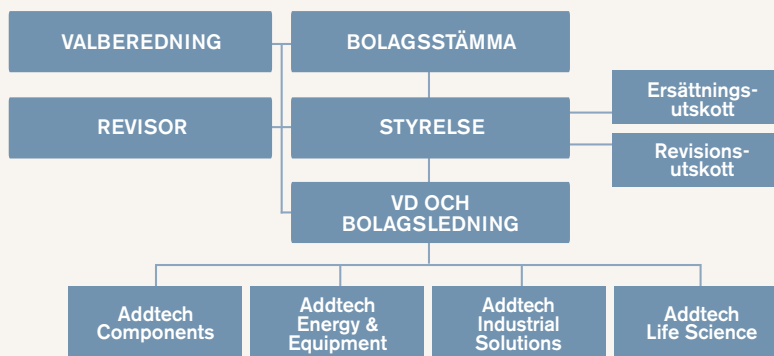 VALBEREDNING
BOLAGSSTÄMMA
REVISOR
STYRELSE
Ersättnings-
utskott
Revisions-
utskott
VD OCH
BOLAGSLEDNING
Addtech
Components
Addtech
Energy &
Equipment
Addtech
Industrial
Solutions
Addtech
Life Science